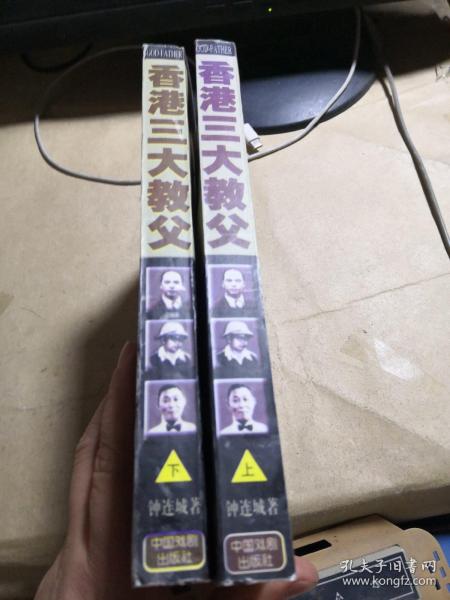 GOD-FATHER
香港三大教父
下
钟连城著
中国戏剧
出版社
GOD-FATHER
香港三大教父
上
钟连城著
中国戏剧
出版社
孔夫子旧书网
www.kongfz.com